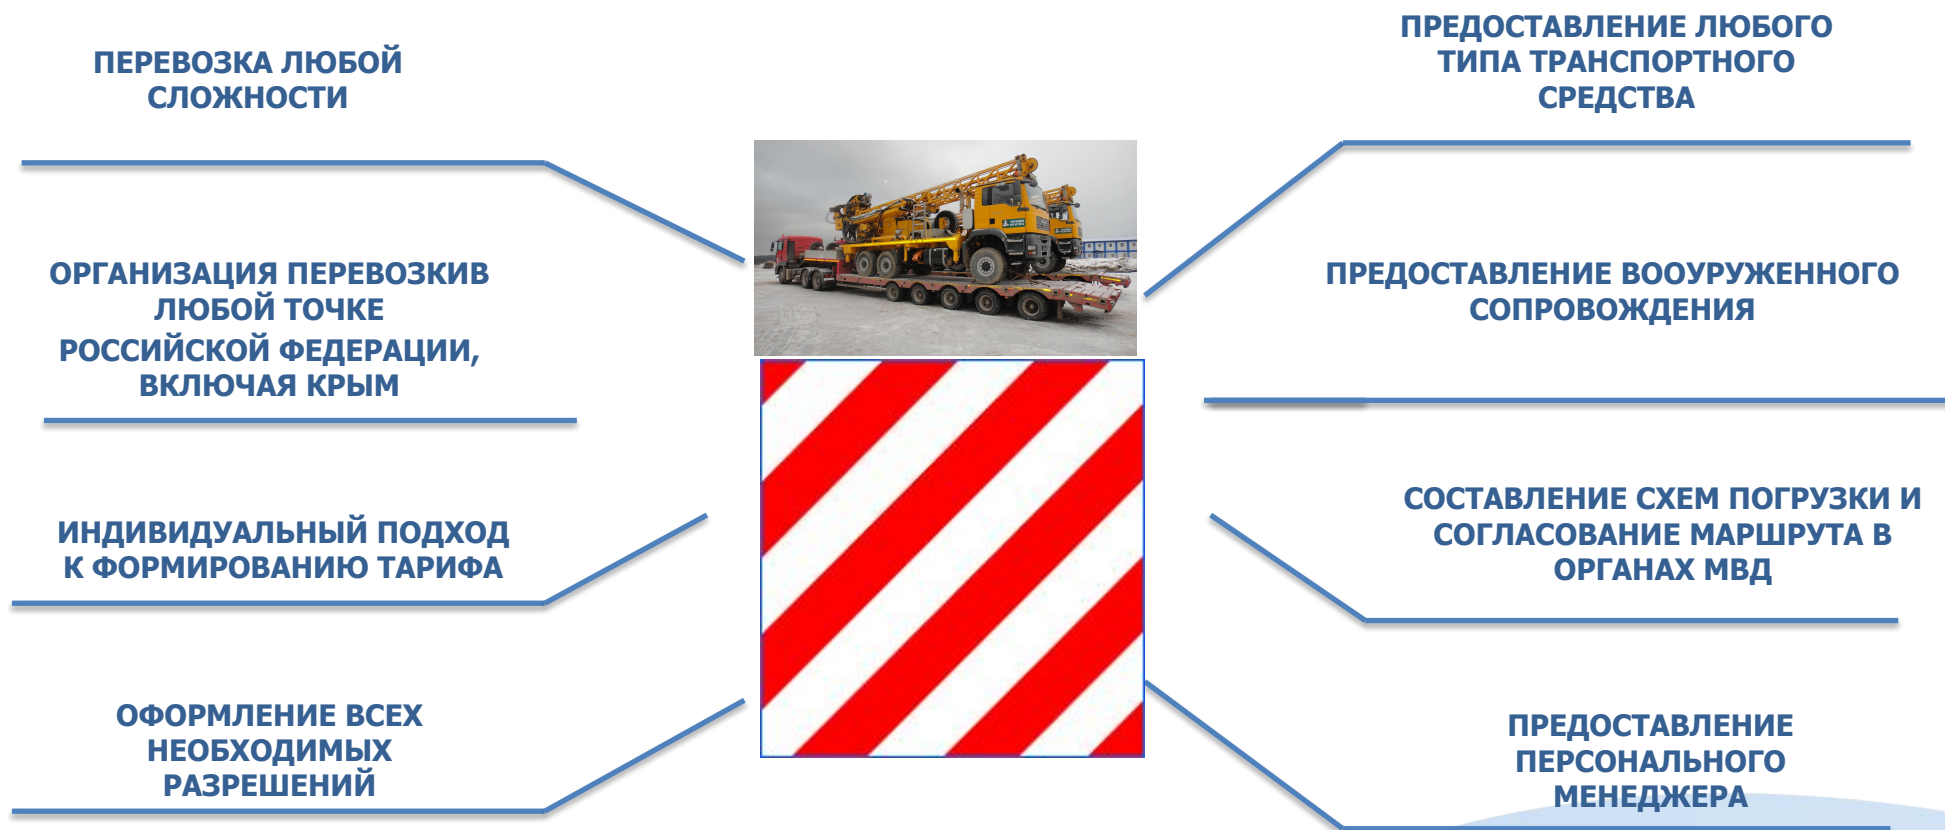 ПЕРЕВОЗКА ЛЮБОЙ
СЛОЖНОСТИ
ОРГАНИЗАЦИЯ ПЕРЕВОЗКИВ
ЛЮБОЙ ТОЧКЕ
РОССИЙСКОЙ ФЕДЕРАЦИИ,
ВКЛЮЧАЯ КРЫМ
ИНДИВИДУАЛЬНЫЙ ПОДХОД
К ФОРМИРОВАНИЮ ТАРИФА
ОФОРМЛЕНИЕ ВСЕХ
НЕОБХОДИМЫХ
РАЗРЕШЕНИЙ
ПРЕДОСТАВЛЕНИЕ ЛЮБОГО
ТИПА ТРАНСПОРТНОГО
СРЕДСТВА
ПРЕДОСТАВЛЕНИЕ ВООУРУЖЕННОГО
СОПРОВОЖДЕНИЯ
СОСТАВЛЕНИЕ СХЕМ ПОГРУЗКИ И
СОГЛАСОВАНИЕ МАРШРУТА В
ОРГАНАХ МВД
ПРЕДОСТАВЛЕНИЕ
ПЕРСОНАЛЬНОГО
МЕНЕДЖЕРА